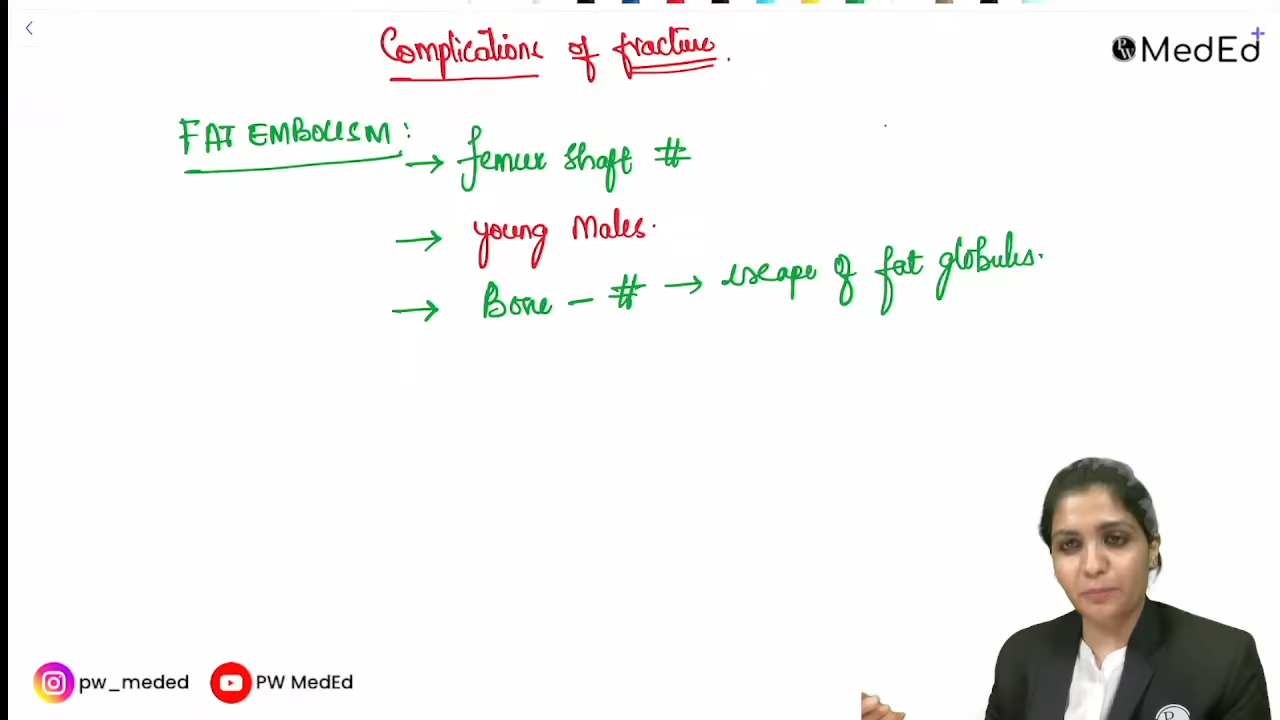 Complications of fracture.
MedEd
FAT EMBOLISM:
→ femur shaft #
→ young Males.
→ Bone - # → escape of fat globules.
pw_meded
PW MedEd